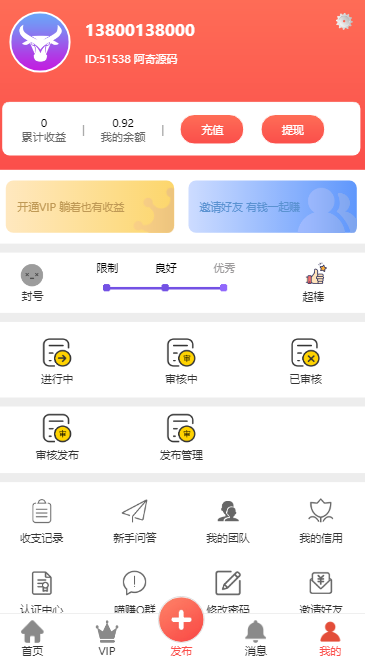 13800138000
ID:51538 阿奇源码
0 | 0.92 | 充值 提现
累计收益 我的余额
开通VIP 躺着也有收益 邀请好友 有钱一起赚
限制 良好 优秀
封号 超棒
进行中 审核中 已审核
审核发布 发布管理
收支记录 新手问答 我的团队 我的信用
认证中心 喵赚Q群 修改密码 邀请好友
首页 VIP 发布 消息 我的